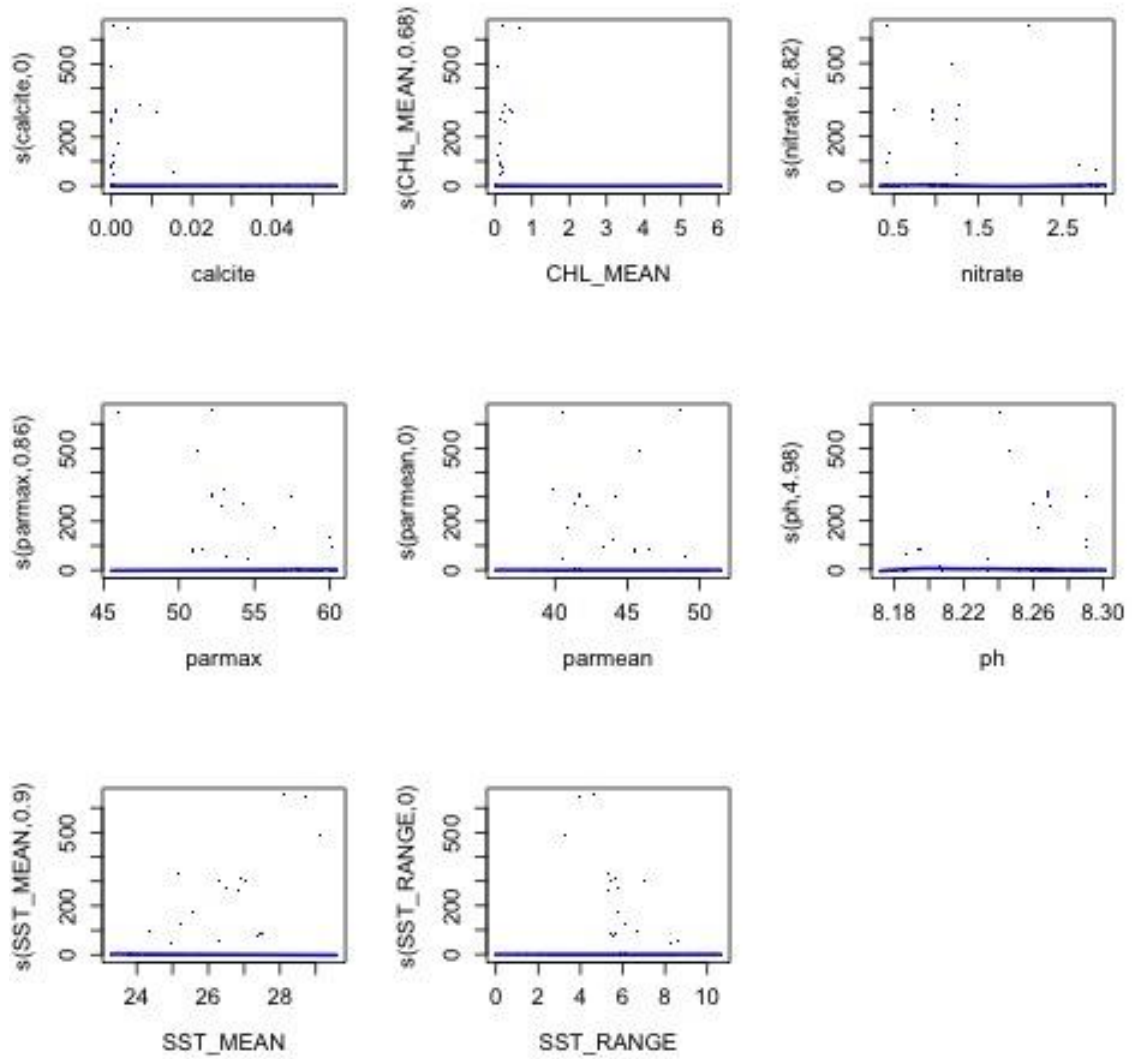 s(calcite,0)
0 200 500
0.00 0.02 0.04
calcite
s(CHL_MEAN,0.68)
0 200 500
0 1 2 3 4 5 6
CHL_MEAN
s(nitrate,2.82)
0 200 500
0.5 1.5 2.5
nitrate
s(parmax,0.86)
0 200 500
45 50 55 60
parmax
s(parmean,0)
0 200 500
40 45 50
parmean
s(ph,4.98)
0 200 500
8.18 8.22 8.26 8.30
ph
s(SST_MEAN,0.9)
0 200 500
24 26 28
SST_MEAN
s(SST_RANGE,0)
0 200 500
0 2 4 6 8 10
SST_RANGE